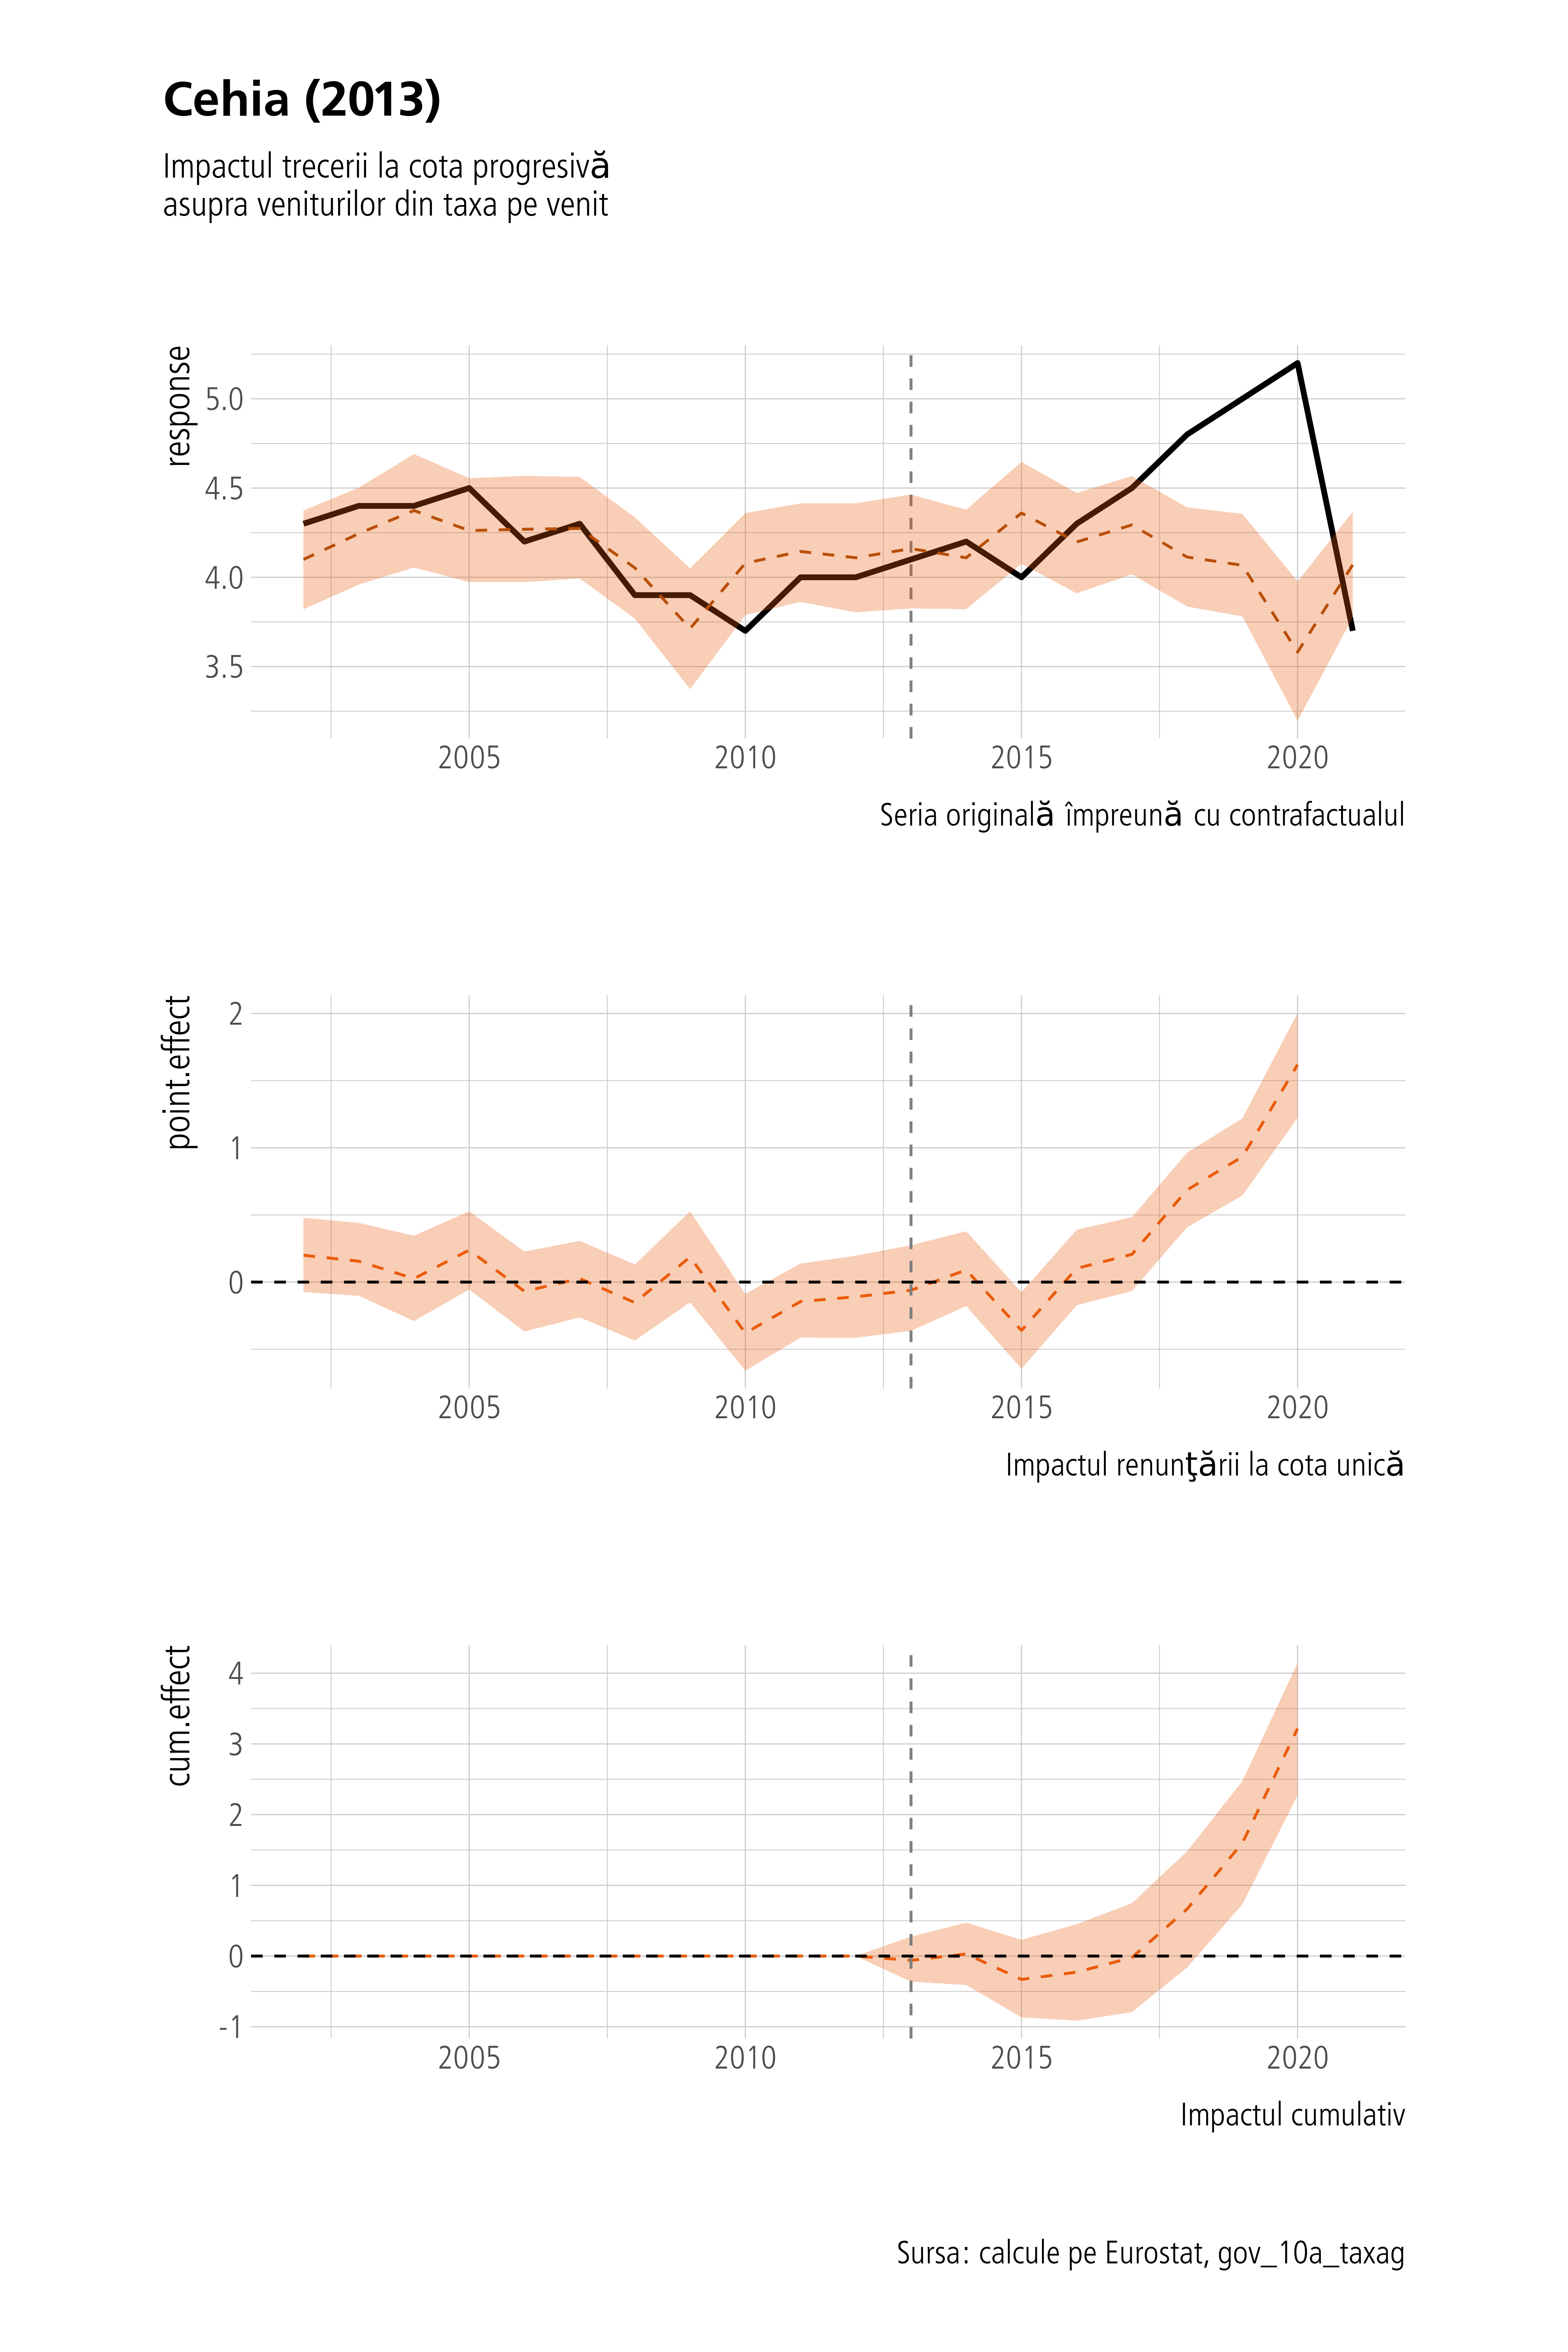 Cehia (2013)
Impactul trecerii la cota progresivă
asupra veniturilor din taxa pe venit
response
5.0
4.5
4.0
3.5
2005 2010 2015 2020
Seria originală împreună cu contrafactualul
point.effect
2
1
0
2005 2010 2015 2020
Impactul renunţării la cota unică
cum.effect
4
3
2
1
0
-1
2005 2010 2015 2020
Impactul cumulativ
Sursa: calcule pe Eurostat, gov_10a_taxag